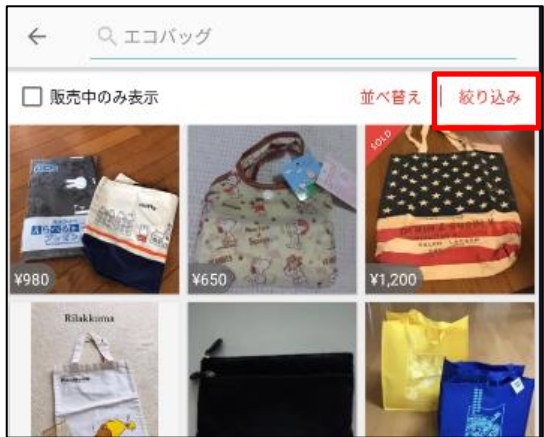 エコバッグ
販売中のみ表示
並べ替え
絞り込み
SOLD
¥980
¥650
¥1,200
Rilakkuma